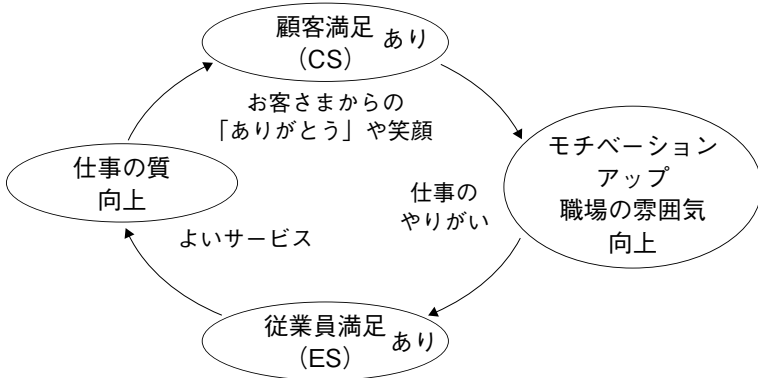 顧客満足 あり
（CS）
お客さまからの
「ありがとう」や笑顔
モチベーション
アップ
職場の雰囲気
向上
仕事の質
向上
仕事の
やりがい
よいサービス
従業員満足 あり
（ES）